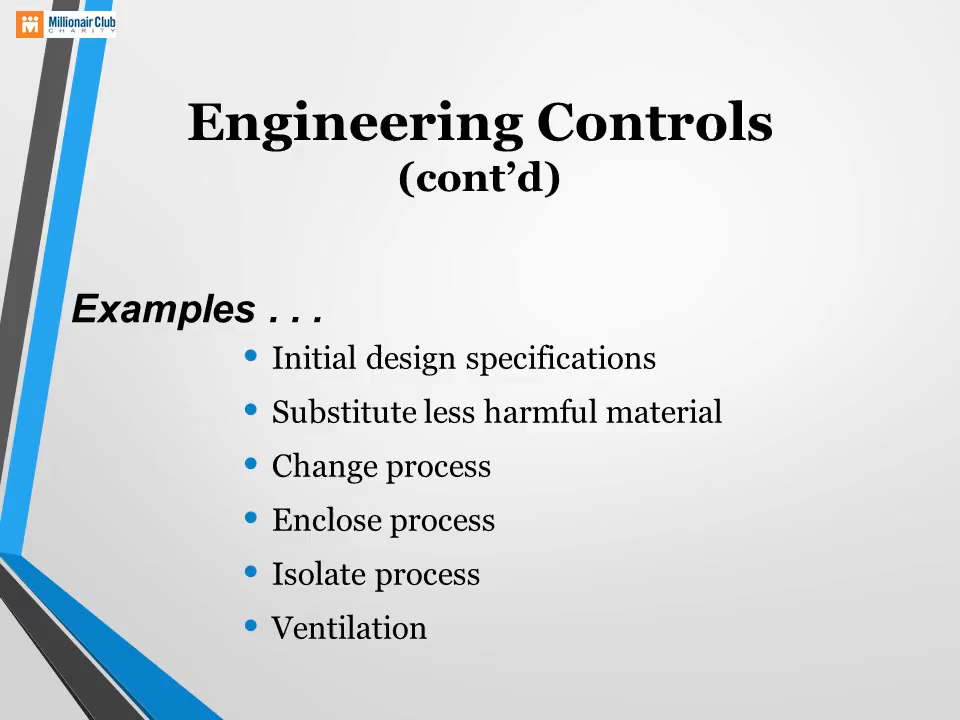 Millionair Club
CHARITY
Engineering Controls
(cont’d)
Examples . . .
• Initial design specifications
• Substitute less harmful material
• Change process
• Enclose process
• Isolate process
• Ventilation